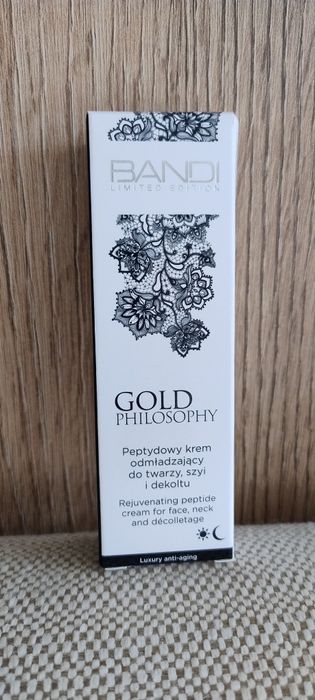 BANDI
LIMITED EDITION
GOLD
PHILOSOPHY
Peptydowy krem
odmładzający
do twarzy, szyi
i dekoltu
Rejuvenating peptide
cream for face, neck
and décolletage
Luxury anti-aging